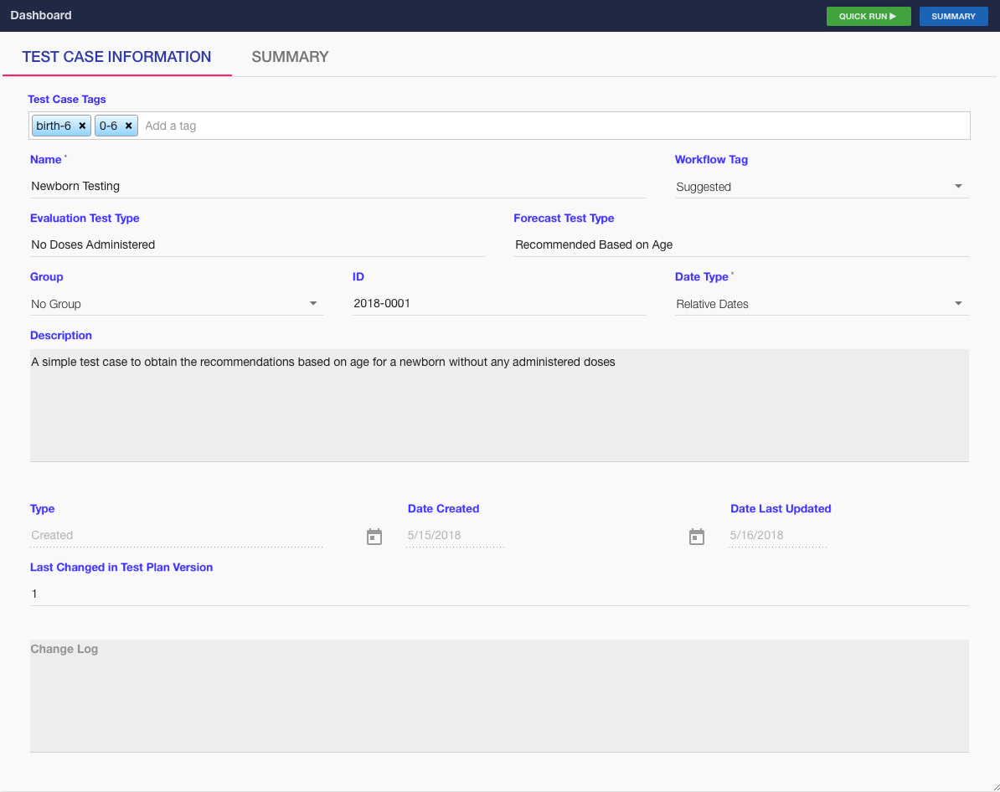 Dashboard QUICK RUN SUMMARY
TEST CASE INFORMATION SUMMARY
Test Case Tags
birth-6 × 0-6 × Add a tag
Name * Workflow Tag
Newborn Testing Suggested
Evaluation Test Type Forecast Test Type
No Doses Administered Recommended Based on Age
Group ID Date Type *
No Group 2018-0001 Relative Dates
Description
A simple test case to obtain the recommendations based on age for a newborn without any administered doses
Type Date Created Date Last Updated
Created 5/15/2018 5/16/2018
Last Changed in Test Plan Version
1
Change Log